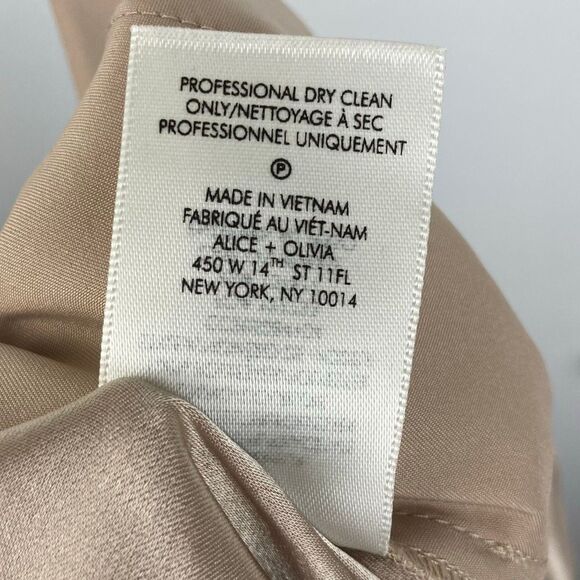 PROFESSIONAL DRY CLEAN
ONLY/NETTOYAGE À SEC
PROFESSIONNEL UNIQUEMENT
P
MADE IN VIETNAM
FABRIQUÉ AU VIÉT-NAM
ALICE + OLIVIA
450 W 14TH ST 11FL
NEW YORK, NY 10014